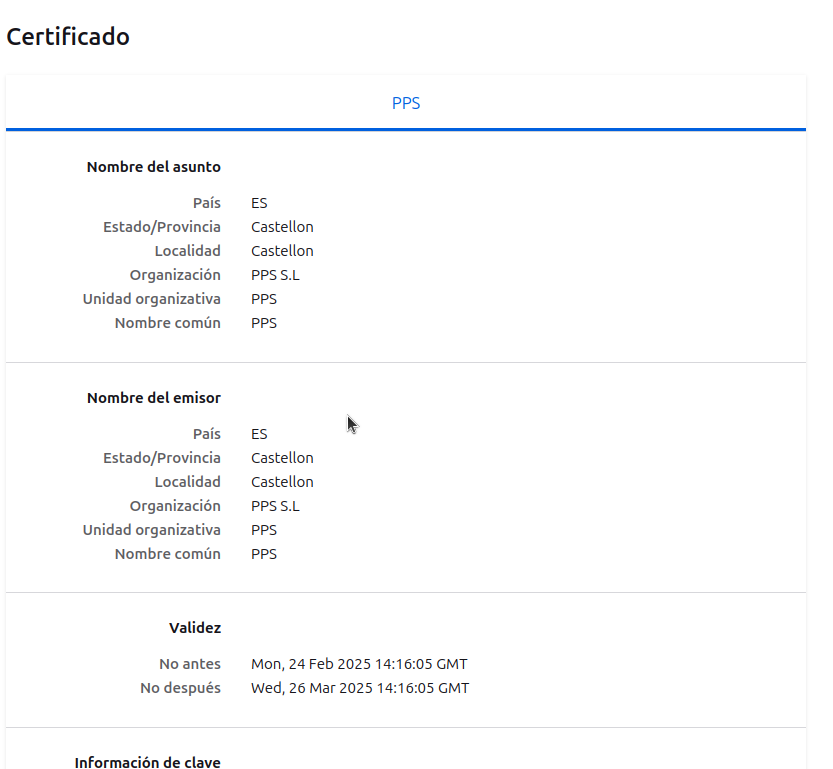 Certificado
PPS
Nombre del asunto
País ES
Estado/Provincia Castellon
Localidad Castellon
Organización PPS S.L
Unidad organizativa PPS
Nombre común PPS
Nombre del emisor
País ES
Estado/Provincia Castellon
Localidad Castellon
Organización PPS S.L
Unidad organizativa PPS
Nombre común PPS
Validez
No antes Mon, 24 Feb 2025 14:16:05 GMT
No después Wed, 26 Mar 2025 14:16:05 GMT
Información de clave